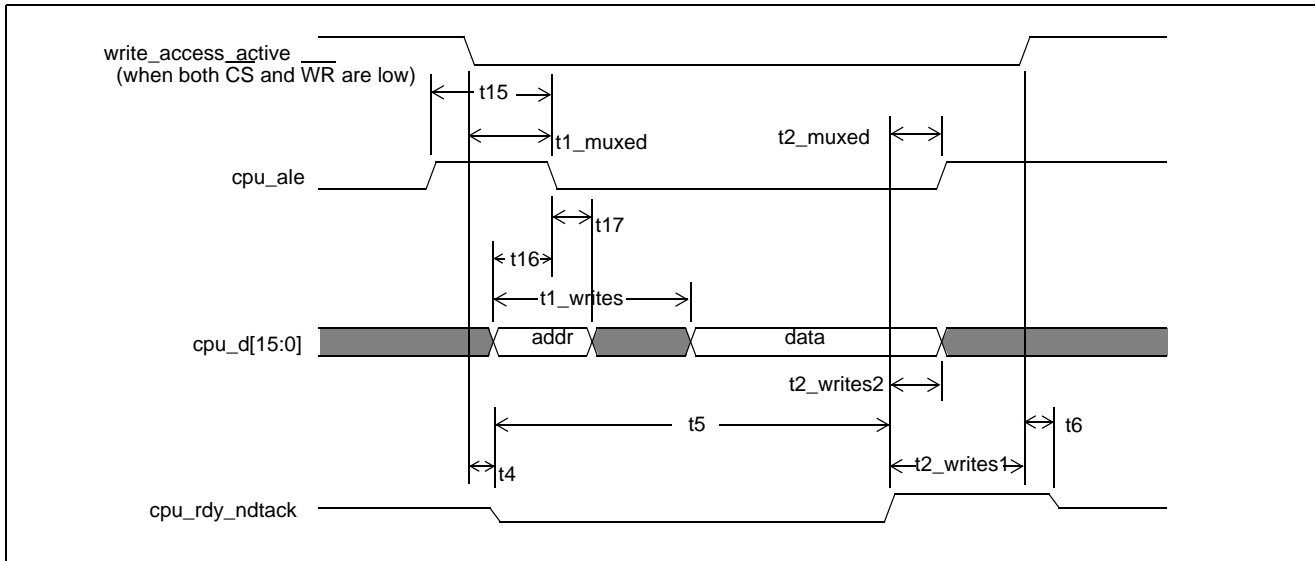 write_access_active
(when both CS and WR are low)
t15
t1_muxed
t2_muxed
cpu_ale
t17
t16
t1_writes
cpu_d[15:0]
addr
data
t2_writes2
t5
t6
t4
t2_writes1
cpu_rdy_ndtack